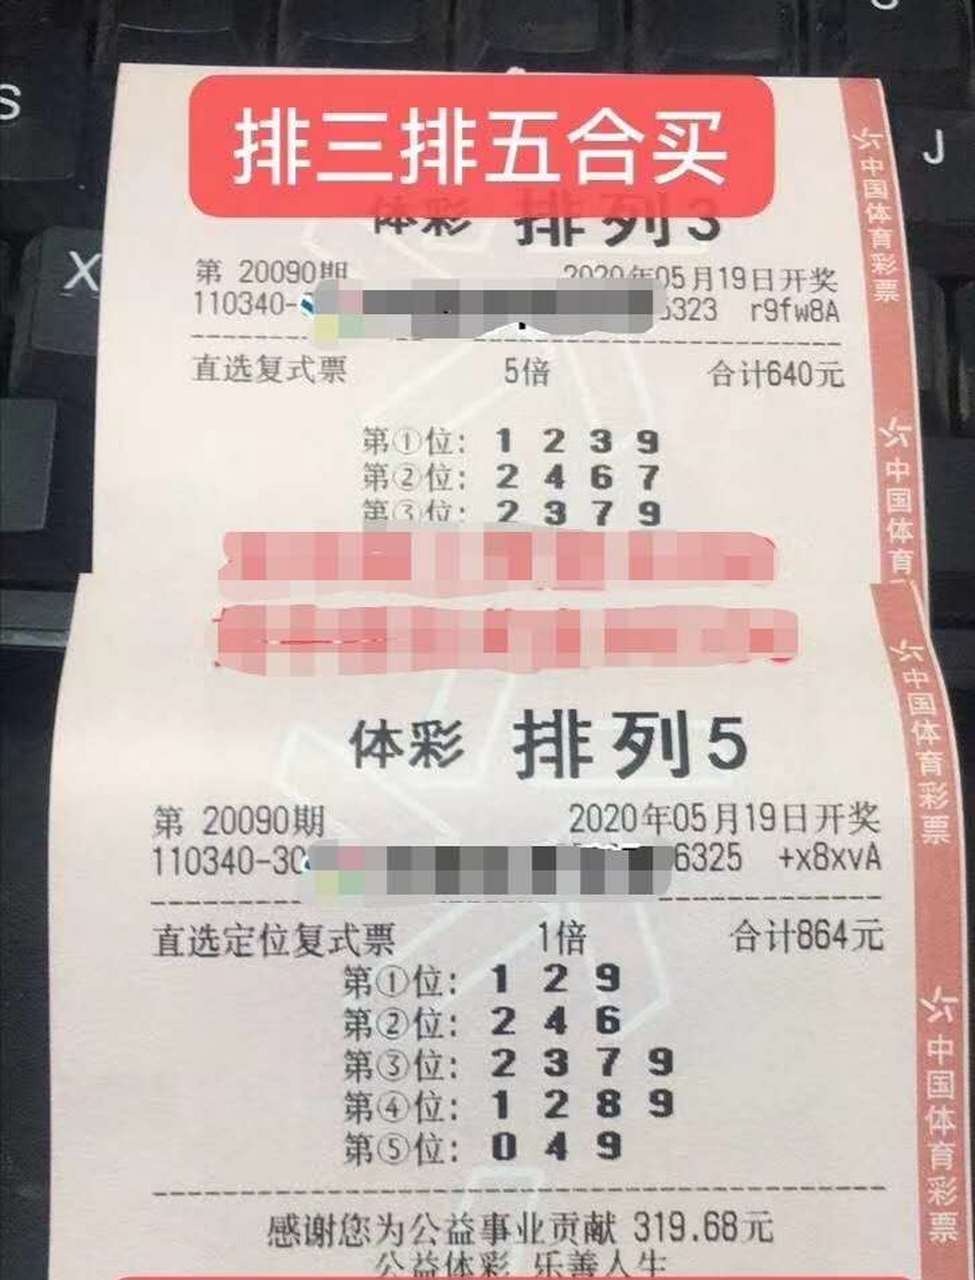 排三排五合买
体彩 排列3
第 20090期 2020年05月19日开奖
110340- 5323 r9fw8A
直选复式票 5倍 合计640元
第①位: 1 2 3 9
第②位: 2 4 6 7
第③位: 2 3 7 9
中国体育彩票
中国体育
体彩 排列5
第 20090期 2020年05月19日开奖
110340-30 6325 +x8xvA
直选定位复式票 1倍 合计864元
第①位: 1 2 9
第②位: 2 4 6
第③位: 2 3 7 9
第④位: 1 2 8 9
第⑤位: 0 4 9
感谢您为公益事业贡献 319.68元
公益体彩 乐善人生
中国体育彩票
中国体育彩票
S
X
J